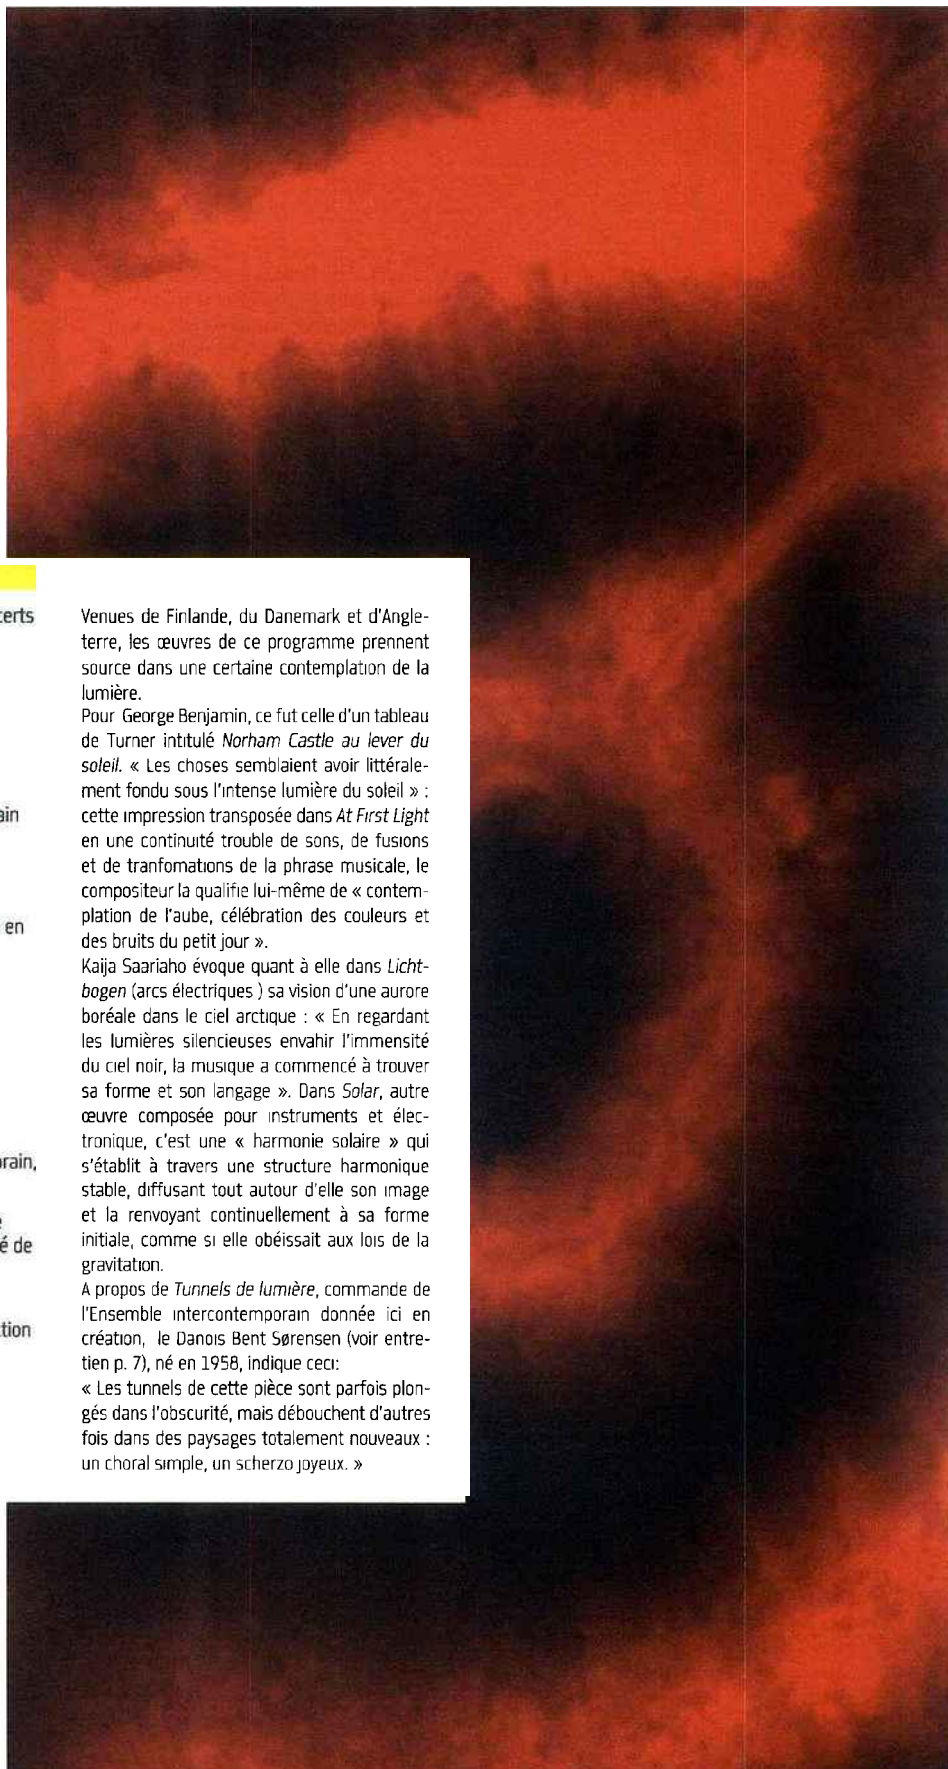 certs
ain
en
orain,
é de
tion
Venues de Finlande, du Danemark et d'Angle-
terre, les œuvres de ce programme prennent
source dans une certaine contemplation de la
lumière.
Pour George Benjamin, ce fut celle d'un tableau
de Turner intitulé Norham Castle au lever du
soleil. « Les choses semblaient avoir littérale-
ment fondu sous l'intense lumière du soleil » :
cette impression transposée dans At First Light
en une continuité trouble de sons, de fusions
et de tranfomations de la phrase musicale, le
compositeur la qualifie lui-même de « contem-
plation de l'aube, célébration des couleurs et
des bruits du petit jour ».
Kaija Saariaho évoque quant à elle dans Licht-
bogen (arcs électriques ) sa vision d'une aurore
boréale dans le ciel arctique : « En regardant
les lumières silencieuses envahir l'immensité
du ciel noir, la musique a commencé à trouver
sa forme et son langage ». Dans Solar, autre
œuvre composée pour instruments et élec-
tronique, c'est une « harmonie solaire » qui
s'établit à travers une structure harmonique
stable, diffusant tout autour d'elle son image
et la renvoyant continuellement à sa forme
initiale, comme si elle obéissait aux lois de la
gravitation.
A propos de Tunnels de lumière, commande de
l'Ensemble intercontemporain donnée ici en
création, le Danois Bent Sørensen (voir entre-
tien p. 7), né en 1958, indique ceci:
« Les tunnels de cette pièce sont parfois plon-
gés dans l'obscurité, mais débouchent d'autres
fois dans des paysages totalement nouveaux :
un choral simple, un scherzo joyeux. »